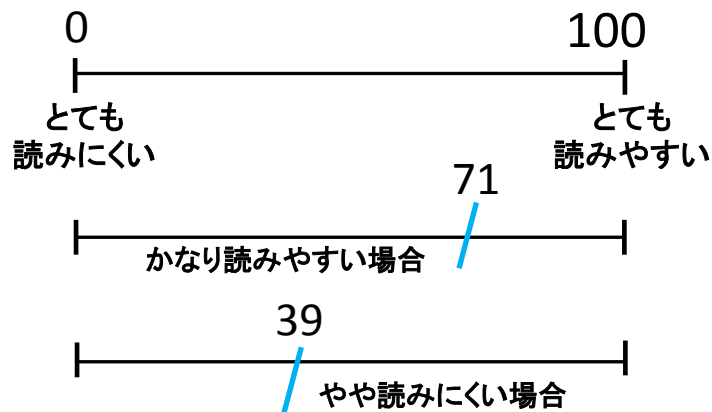 0 100
とても とても
読みにくい 読みやすい
71
かなり読みやすい場合
39
やや読みにくい場合